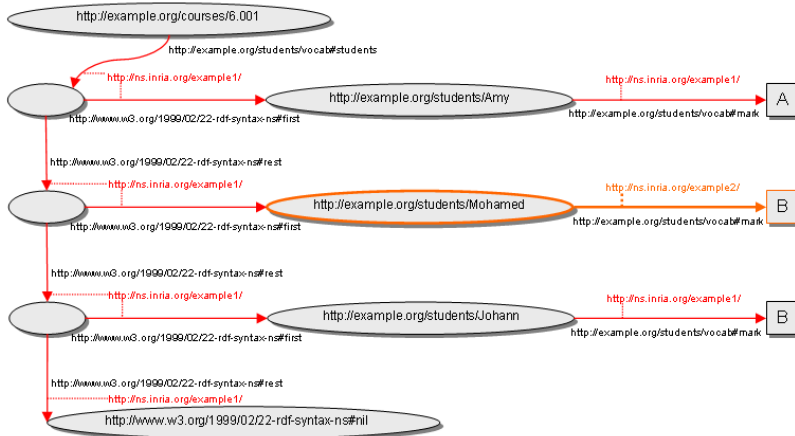 http://example.org/courses/6.001
http://example.org/students/vocab#students
http://ns.inria.org/example1/
http://ns.inria.org/example1/
http://example.org/students/Amy
A
http://www.w3.org/1999/02/22-rdf-syntax-ns#first
http://example.org/students/vocab#mark
http://www.w3.org/1999/02/22-rdf-syntax-ns#rest
http://ns.inria.org/example1/
http://ns.inria.org/example2/
http://example.org/students/Mohamed
B
http://www.w3.org/1999/02/22-rdf-syntax-ns#first
http://example.org/students/vocab#mark
http://www.w3.org/1999/02/22-rdf-syntax-ns#rest
http://ns.inria.org/example1/
http://ns.inria.org/example1/
http://example.org/students/Johann
B
http://www.w3.org/1999/02/22-rdf-syntax-ns#first
http://example.org/students/vocab#mark
http://www.w3.org/1999/02/22-rdf-syntax-ns#rest
http://ns.inria.org/example1/
http://www.w3.org/1999/02/22-rdf-syntax-ns#nil